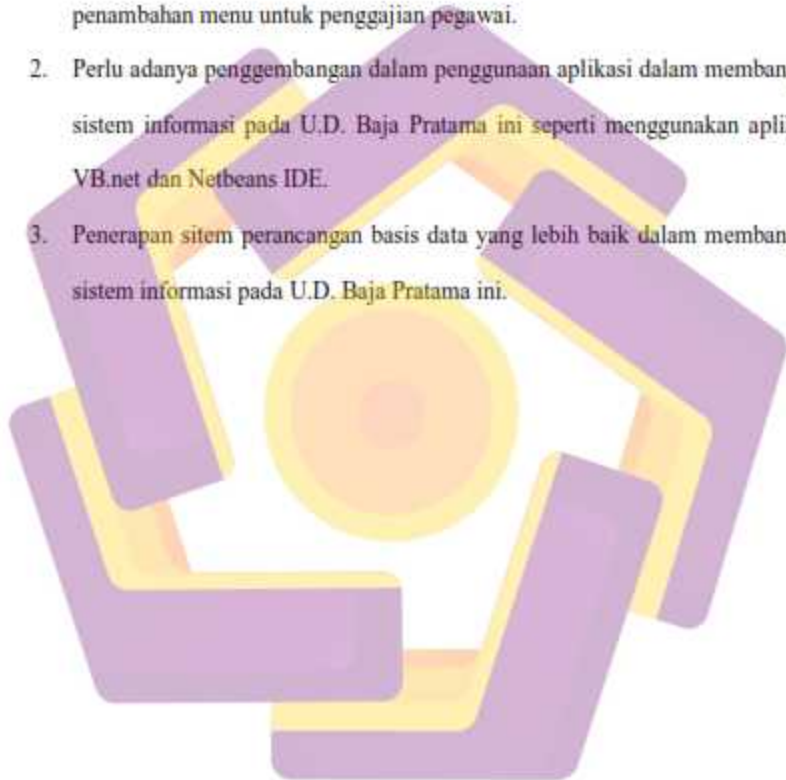 penambahan menu untuk penggajian pegawai.
2. Perlu adanya penggembangan dalam penggunaan aplikasi dalam memban
sistem informasi pada U.D. Baja Pratama ini seperti menggunakan apli
VB.net dan Netbeans IDE.
3. Penerapan sitem perancangan basis data yang lebih baik dalam memban
sistem informasi pada U.D. Baja Pratama ini.